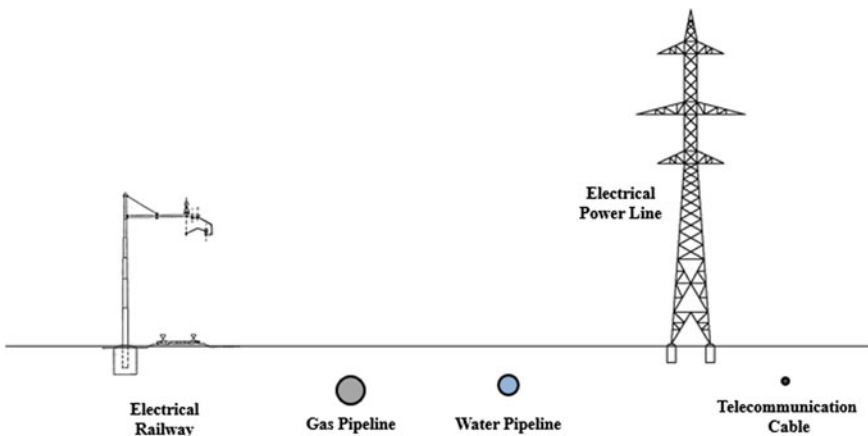 Electrical
Power Line
Electrical
Railway
Gas Pipeline
Water Pipeline
Telecommunication
Cable